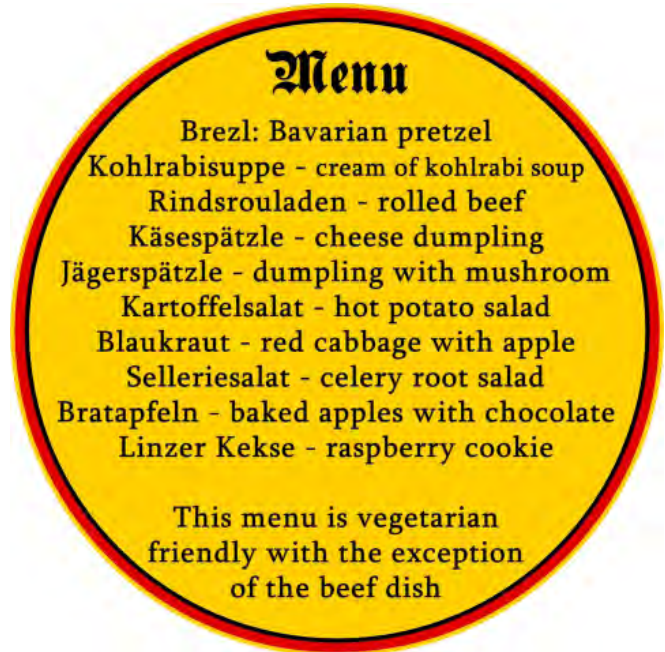 Menu
Brezl: Bavarian pretzel
Kohlrabisuppe - cream of kohlrabi soup
Rindsrouladen - rolled beef
Käsespätzle - cheese dumpling
Jägerspätzle - dumpling with mushroom
Kartoffelsalat - hot potato salad
Blaukraut - red cabbage with apple
Selleriesalat - celery root salad
Bratapfeln - baked apples with chocolate
Linzer Kekse - raspberry cookie
This menu is vegetarian
friendly with the exception
of the beef dish